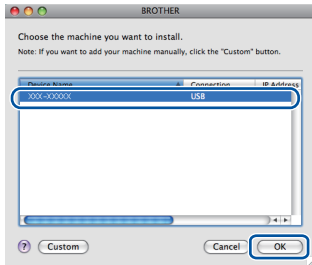 BROTHER
Choose the machine you want to install.
Note: If you want to add your machine manually, click the "Custom" button.
Device Name Connection IP Address
XXX-XXXXX USB
? Custom Cancel OK